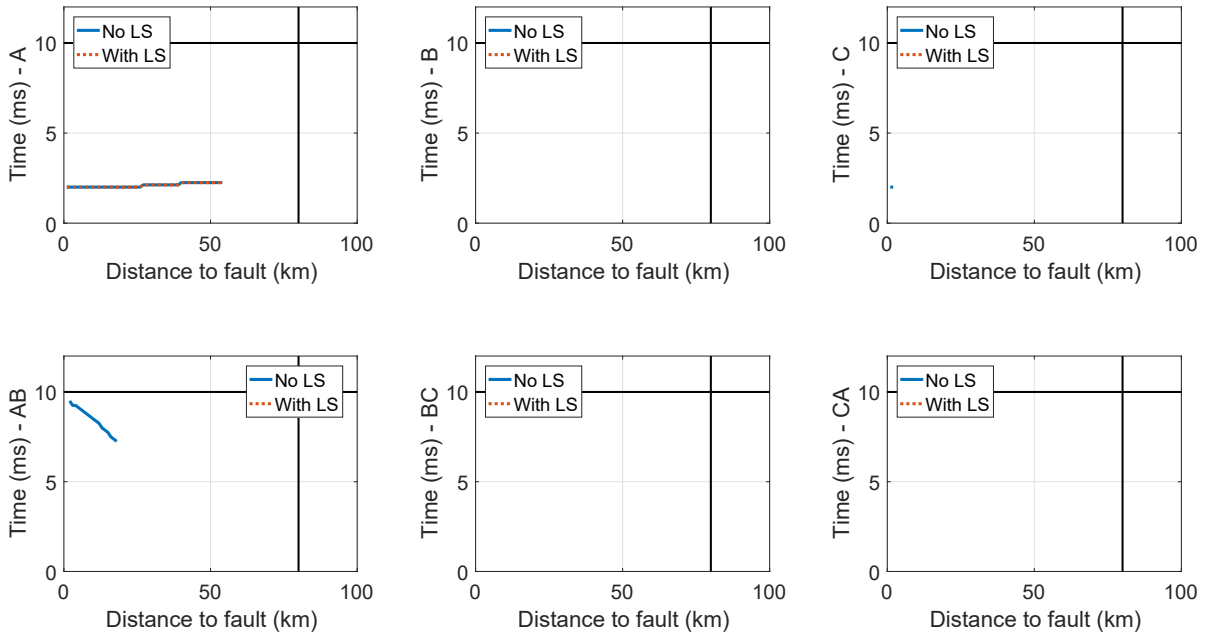 Time (ms) - A
10
5
0
No LS
With LS
0 50 100
Distance to fault (km)
Time (ms) - B
10
5
0
No LS
With LS
0 50 100
Distance to fault (km)
Time (ms) - C
10
5
0
No LS
With LS
0 50 100
Distance to fault (km)
Time (ms) - AB
10
5
0
No LS
With LS
0 50 100
Distance to fault (km)
Time (ms) - BC
10
5
0
No LS
With LS
0 50 100
Distance to fault (km)
Time (ms) - CA
10
5
0
No LS
With LS
0 50 100
Distance to fault (km)